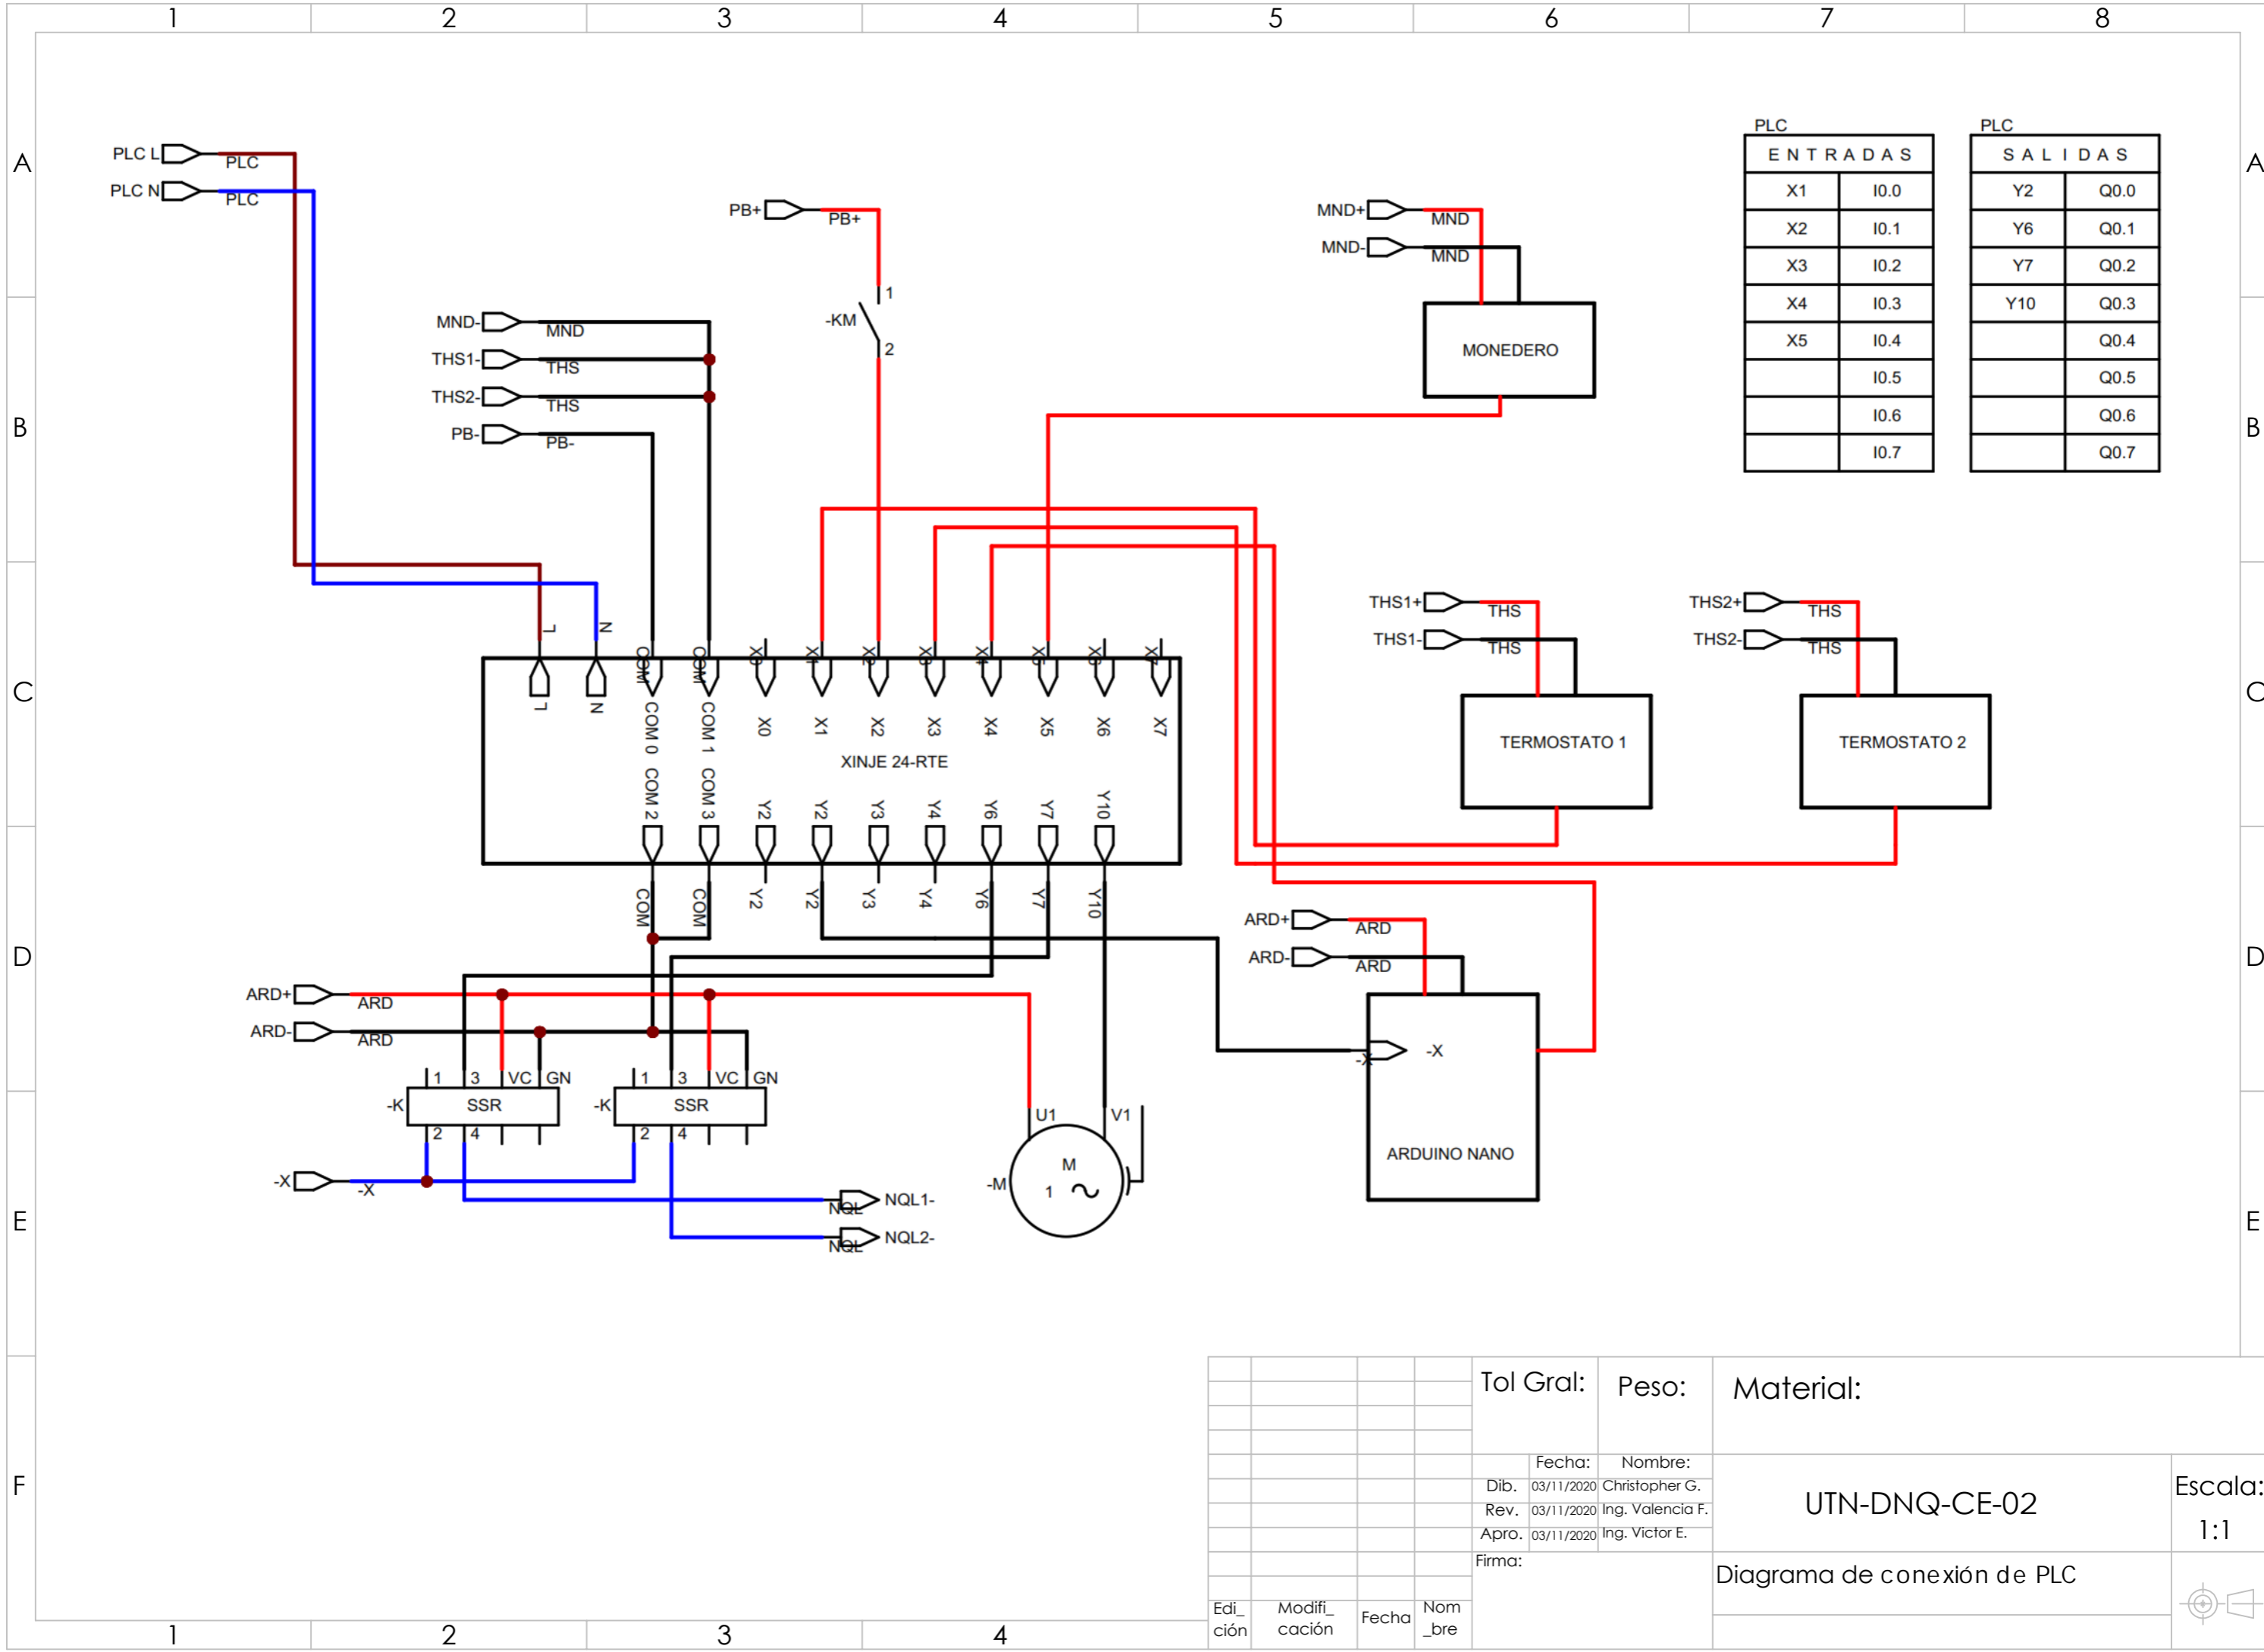 1 2 3 4 5 6 7 8
A A
B B
C C
D D
E E
F
PLC L PLC
PLC N PLC
PB+ PB+
-KM 1
2
MND- MND
THS1- THS
THS2- THS
PB- PB-
MND+ MND
MND- MND
MONEDERO
PLC
ENTRADAS
X1 I0.0
X2 I0.1
X3 I0.2
X4 I0.3
X5 I0.4
I0.5
I0.6
I0.7
PLC
SALIDAS
Y2 Q0.0
Y6 Q0.1
Y7 Q0.2
Y10 Q0.3
Q0.4
Q0.5
Q0.6
Q0.7
L N COM COM X0 X1 X2 X3 X4 X5 X6 X7
L N COM 0 COM 1 X0 X1 X2 X3 X4 X5 X6 X7
XINJE 24-RTE
COM 2 COM 3 Y2 Y2 Y3 Y4 Y6 Y7 Y10
COM COM Y2 Y2 Y3 Y4 Y6 Y7 Y10
THS1+ THS
THS1- THS
TERMOSTATO 1
THS2+ THS
THS2- THS
TERMOSTATO 2
ARD+ ARD
ARD- ARD
-X -X
ARDUINO NANO
ARD+ ARD
ARD- ARD
1 3 VC GN
-K SSR
2 4
1 3 VC GN
-K SSR
2 4
-X -X
NQL NQL1-
NQL NQL2-
U1 V1
-M M
1
Tol Gral: Peso: Material:
Fecha: Nombre:
Dib. 03/11/2020 Christopher G.
Rev. 03/11/2020 Ing. Valencia F.
Apro. 03/11/2020 Ing. Victor E.
UTN-DNQ-CE-02
Escala:
1:1
Firma:
Diagrama de conexión de PLC
Edi_
ción
Modifi_
cación
Fecha
Nom
_bre
1 2 3 4